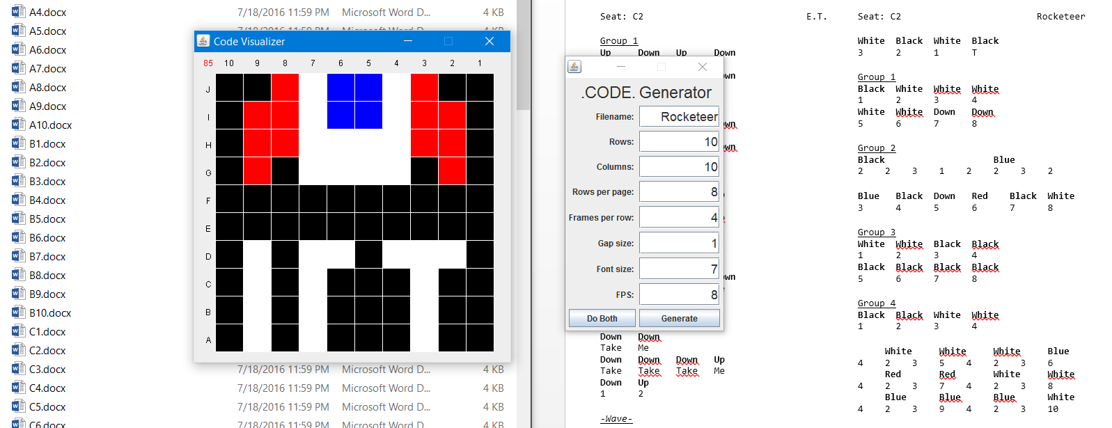 A4.docx 7/18/2016 11:59 PM Microsoft Word D... 4 KB
A5.docx
A6.docx
A7.docx
A8.docx
A9.docx
A10.docx
B1.docx
B2.docx
B3.docx
B4.docx
B5.docx
B6.docx
B7.docx
B8.docx
B9.docx
B10.docx
C1.docx
C2.docx
C3.docx 7/18/2016 11:59 PM Microsoft Word D... 4 KB
C4.docx 7/18/2016 11:59 PM Microsoft Word D... 4 KB
C5.docx 7/18/2016 11:59 PM Microsoft Word D... 4 KB
C6.docx 7/18/2016 11:59 PM Microsoft Word D... 4 KB
Code Visualizer
85 10 9 8 7 6 5 4 3 2 1
J
I
H
G
F
E
D
C
B
A
Seat: C2 E.T.
Group 1
Up Down Up Down
.CODE. Generator
Filename: Rocketeer
Rows: 10
Columns: 10
Rows per page: 8
Frames per row: 4
Gap size: 1
Font size: 7
FPS: 8
Do Both Generate
Down Down
Take Me
Down Down Down Up
Take Take Take Me
Down Up
1 2
-Wave-
Seat: C2 Rocketeer
White Black White Black
3 2 1 T
Group 1
Black White White White
1 2 3 4
White White Down Down
5 6 7 8
Group 2
Black Blue
2 2 3 1 2 2 3 2
Blue Black Down Red Black White
3 4 5 6 7 8
Group 3
White White Black Black
1 2 3 4
Black Black Black Black
5 6 7 8
Group 4
Black Black White White
1 2 3 4
White White White Blue
4 2 3 5 4 2 3 6
Red Red White White
4 2 3 7 4 2 3 8
Blue Blue Blue White
4 2 3 9 4 2 3 10